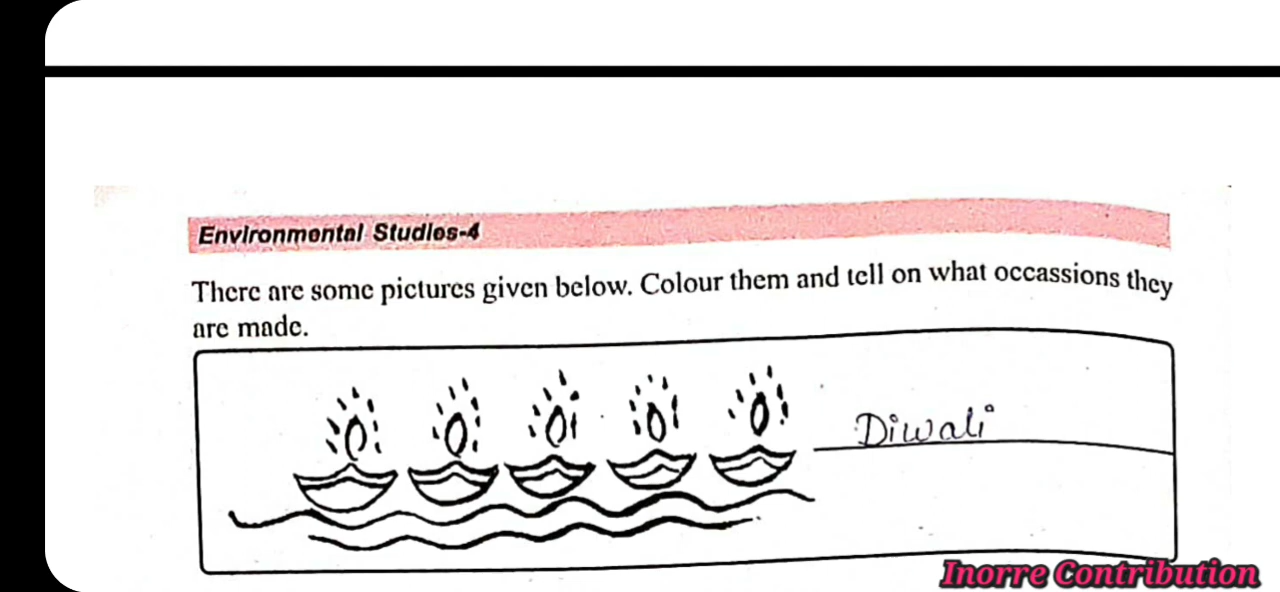 Environmental Studies-4
There are some pictures given below. Colour them and tell on what occassions they
are made.
Diwali
Inorre Contribution